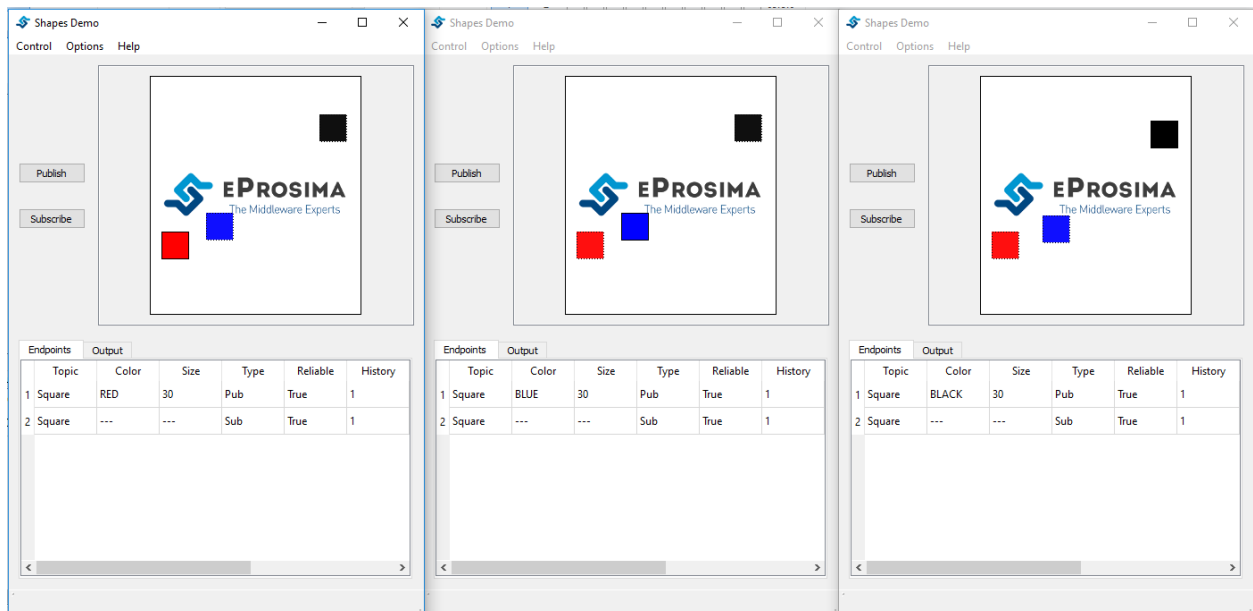 Shapes Demo
Control Options Help
Publish
Subscribe
EPROSIMA
The Middleware Experts
Endpoints Output
Topic Color Size Type Reliable History
1 Square RED 30 Pub True 1
2 Square --- --- Sub True 1
Shapes Demo
Control Options Help
Publish
Subscribe
EPROSIMA
The Middleware Experts
Endpoints Output
Topic Color Size Type Reliable History
1 Square BLUE 30 Pub True 1
2 Square --- --- Sub True 1
Shapes Demo
Control Options Help
Publish
Subscribe
EPROSIMA
The Middleware Experts
Endpoints Output
Topic Color Size Type Reliable History
1 Square BLACK 30 Pub True 1
2 Square --- --- Sub True 1